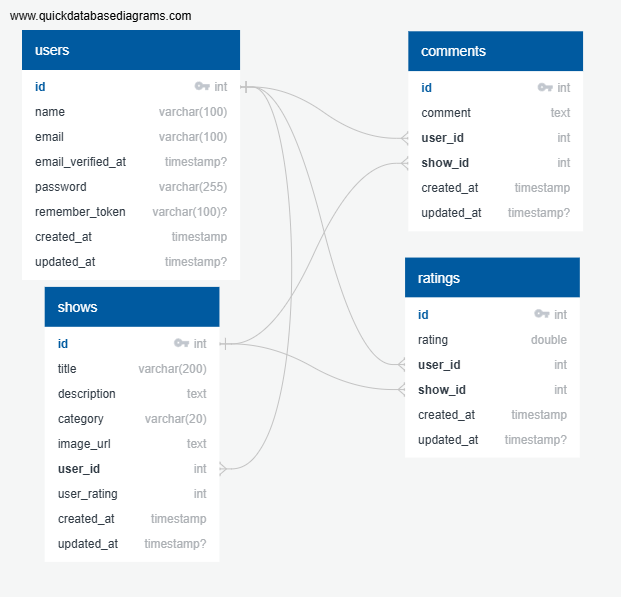 www.quickdatabasediagrams.com
users
id int
name varchar(100)
email varchar(100)
email_verified_at timestamp?
password varchar(255)
remember_token varchar(100)?
created_at timestamp
updated_at timestamp?
shows
id int
title varchar(200)
description text
category varchar(20)
image_url text
user_id int
user_rating int
created_at timestamp
updated_at timestamp?
comments
id int
comment text
user_id int
show_id int
created_at timestamp
updated_at timestamp?
ratings
id int
rating double
user_id int
show_id int
created_at timestamp
updated_at timestamp?